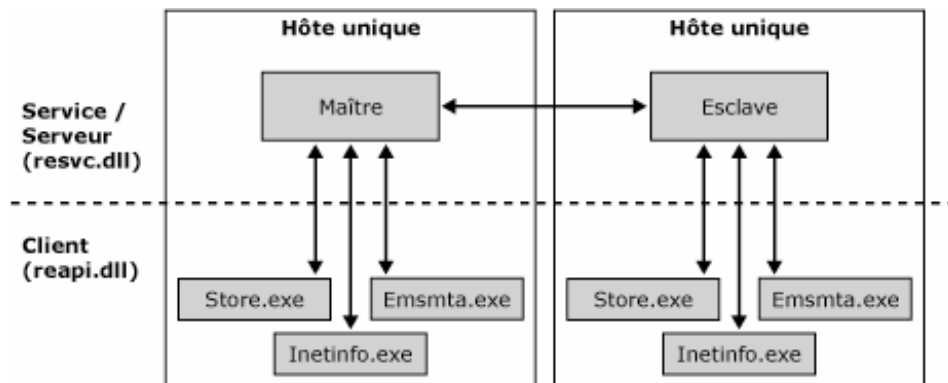 Hôte unique
Hôte unique
Service /
Serveur
(resvc.dll)
Maître
Esclave
Client
(reapi.dll)
Store.exe
Emsmta.exe
Inetinfo.exe
Store.exe
Emsmta.exe
Inetinfo.exe